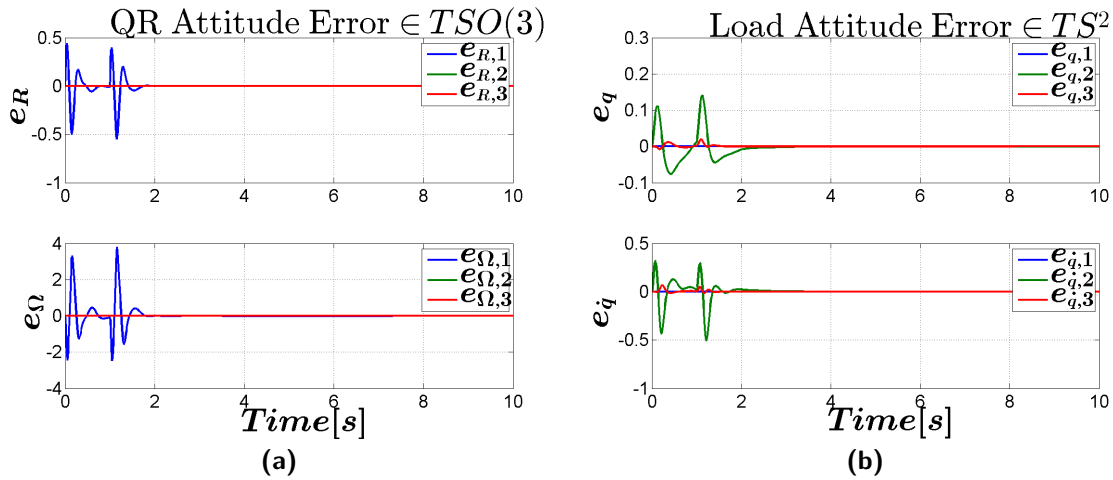 QR Attitude Error ∈ TSO(3)
0.5
0
-0.5
-1
e_R
e_{R,1}
e_{R,2}
e_{R,3}
0 2 4 6 8 10
4
2
0
-2
-4
e_Ω
e_{Ω,1}
e_{Ω,2}
e_{Ω,3}
0 2 4 6 8 10
Time[s]
(a)
Load Attitude Error ∈ TS²
0.3
0.2
0.1
0
-0.1
e_q
e_{q,1}
e_{q,2}
e_{q,3}
0 2 4 6 8 10
0.5
0
-0.5
-1
e_{q̇}
e_{q̇,1}
e_{q̇,2}
e_{q̇,3}
0 2 4 6 8 10
Time[s]
(b)